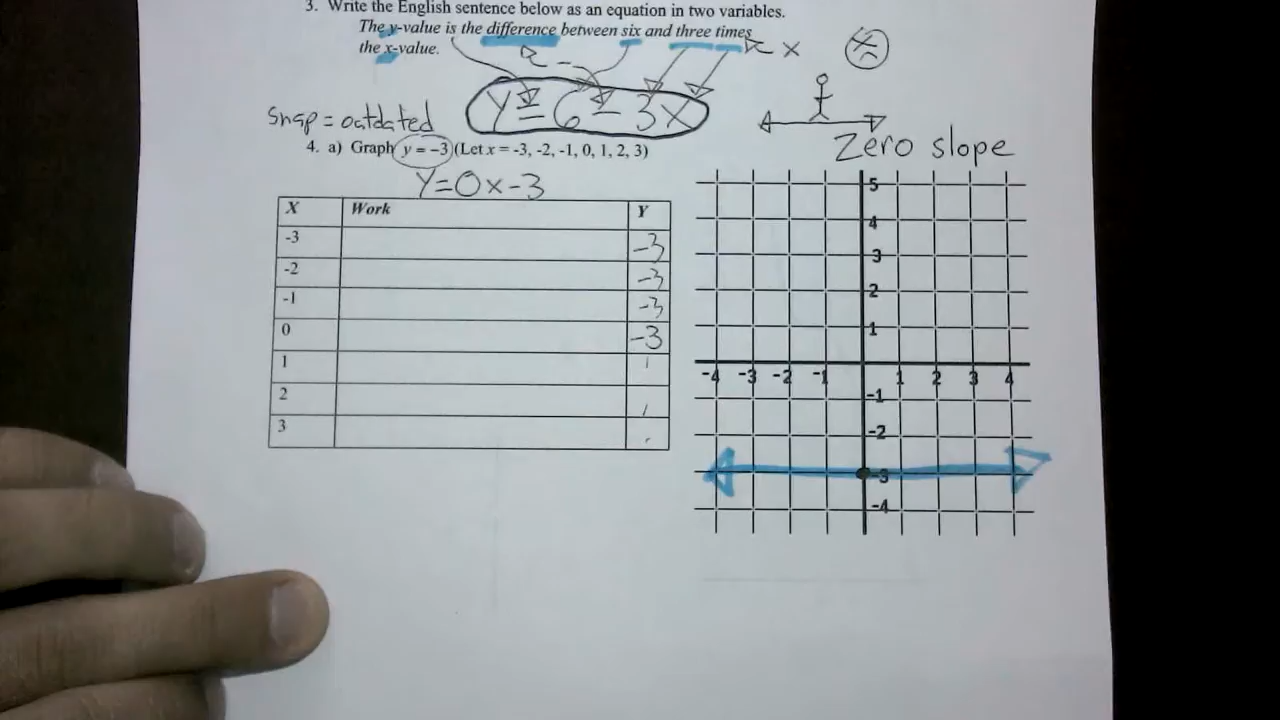 3. Write the English sentence below as an equation in two variables.
The y-value is the difference between six and three times
the x-value.
-
x
y = 6 - 3x
Snap = oatdated
Zero slope
4. a) Graph y = -3 (Let x = -3, -2, -1, 0, 1, 2, 3)
Y=0x-3
X Work Y
-3 -3
-2 -3
-1 -3
0 -3
1
2
3
5
4
3
2
1
-4 -3 -2 -1 1 2 3 4
-1
-2
-3
-4